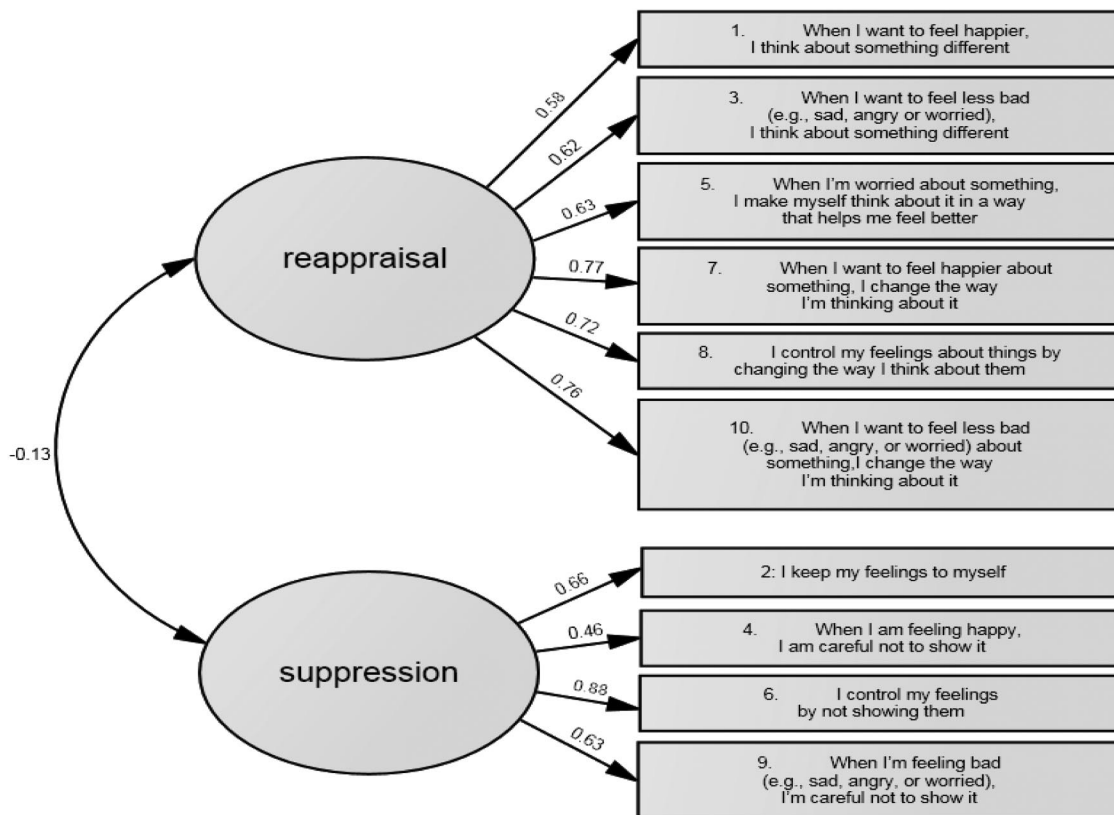 1. When I want to feel happier,
I think about something different
0.58
3. When I want to feel less bad
(e.g., sad, angry or worried),
I think about something different
0.62
5. When I'm worried about something,
I make myself think about it in a way
that helps me feel better
0.63
reappraisal
7. When I want to feel happier about
something, I change the way
I'm thinking about it
0.77
8. I control my feelings about things by
changing the way I think about them
0.72
10. When I want to feel less bad
(e.g., sad, angry, or worried) about
something,I change the way
I'm thinking about it
0.76
-0.13
2: I keep my feelings to myself
0.66
4. When I am feeling happy,
I am careful not to show it
0.46
suppression
6. I control my feelings
by not showing them
0.88
9. When I'm feeling bad
(e.g., sad, angry, or worried),
I'm careful not to show it
0.63